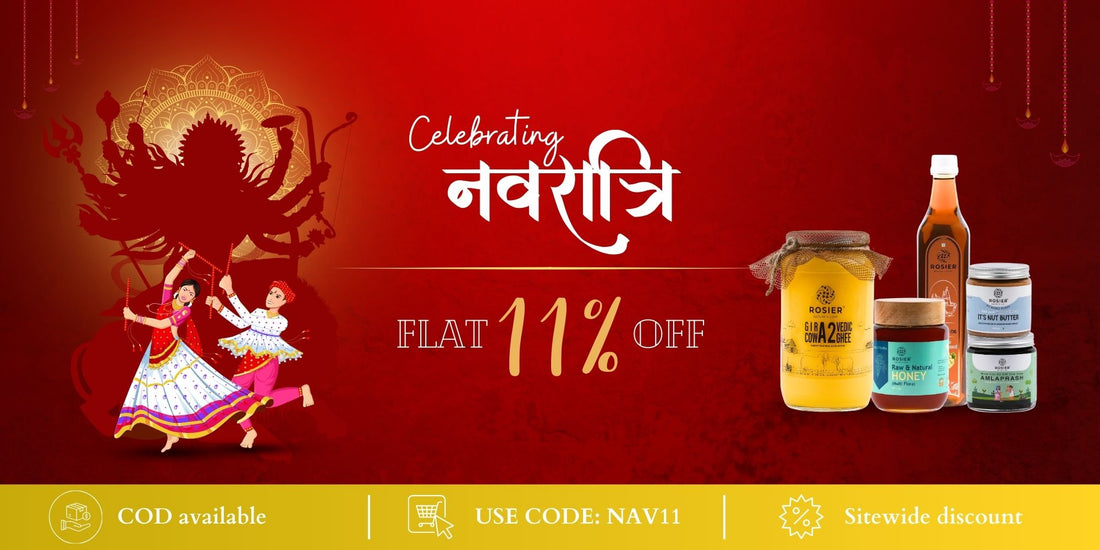 Celebrating
नवरात्रि
FLAT 11% OFF
ROSIER
GIR A2 VEDIC
COW GHEE
ROSIER
Raw & Natural
HONEY
ROSIER
ROSIER
IT'S NUT BUTTER
ROSIER
AMLAPRASH
COD available
USE CODE: NAV11
Sitewide discount